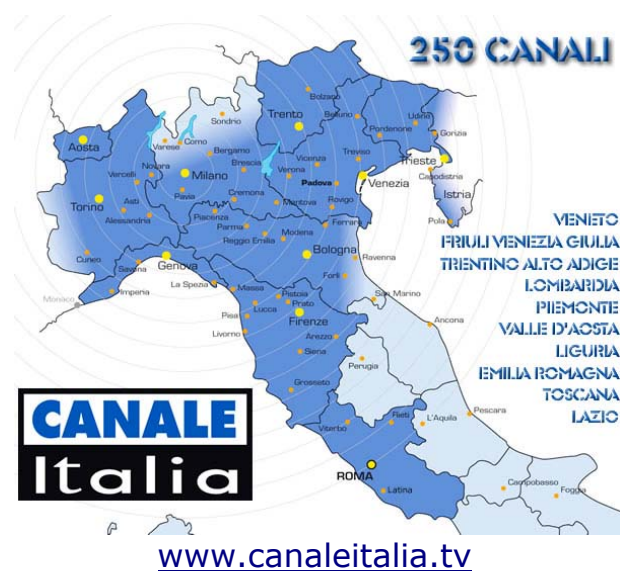 250 CANALI
Bolzano
Sondrio
Trento
Belluno
Udine
Pordenone
Gorizia
Aosta
Varese
Como
Bergamo
Trieste
Novara
Brescia
Vicenza
Treviso
Capodistria
Vercelli
Milano
Verona
Padova
Venezia
Istria
Torino
Asti
Pavia
Cremona
Mantova
Rovigo
Alessandria
Piacenza
Ferrara
Pola
Parma
Modena
Reggio Emilia
Bologna
Cuneo
Savona
Genova
Ravenna
Forlì
La Spezia
Massa
Imperia
Pistoia
Prato
San Marino
Monaco
Lucca
Pisa
Firenze
Ancona
Livorno
Arezzo
Siena
Perugia
Grosseto
VENETO
FRIULI VENEZIA GIULIA
TRENTINO ALTO ADIGE
LOMBARDIA
PIEMONTE
VALLE D'AOSTA
LIGURIA
EMILIA ROMAGNA
TOSCANA
LAZIO
Viterbo
Rieti
L'Aquila
Pescara
ROMA
Latina
Campobasso
Foggia
CANALE
Italia
www.canaleitalia.tv